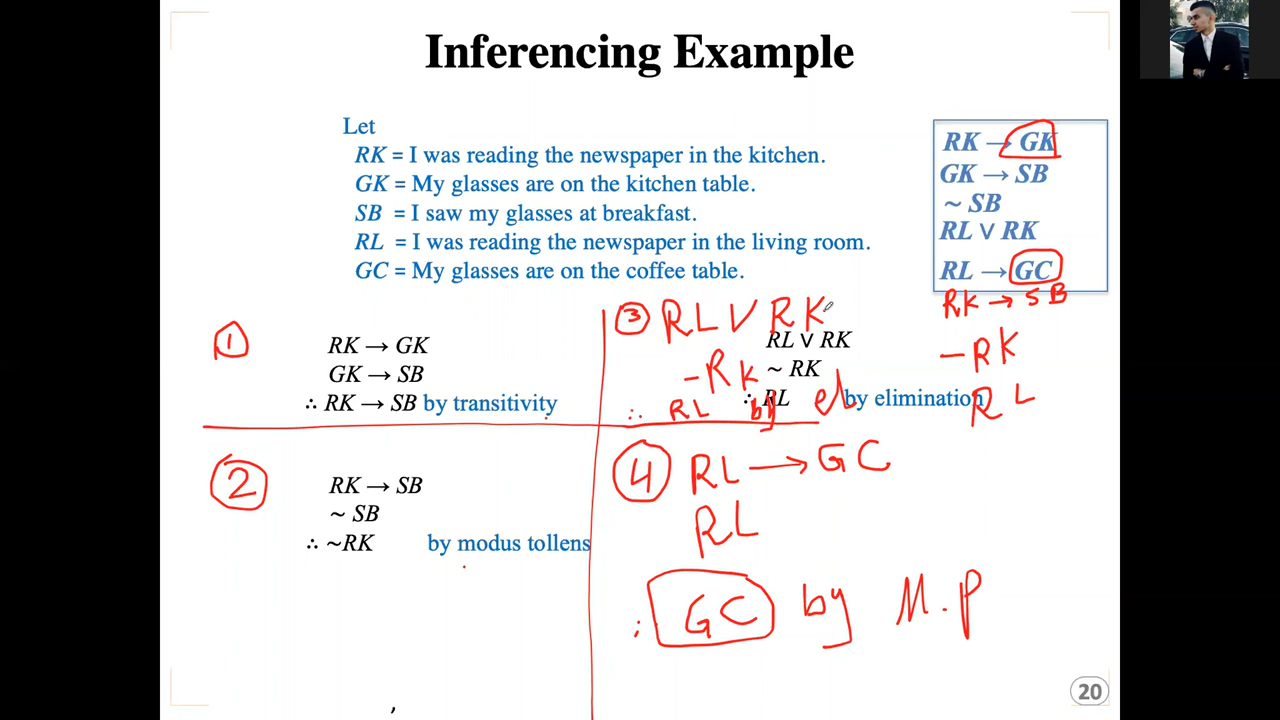 Inferencing Example
Let
RK = I was reading the newspaper in the kitchen.
GK = My glasses are on the kitchen table.
SB = I saw my glasses at breakfast.
RL = I was reading the newspaper in the living room.
GC = My glasses are on the coffee table.
RK → GK
GK → SB
~ SB
RL ∨ RK
RL → GC
RK → SB
-RK
RL
1
RK → GK
GK → SB
∴ RK → SB by transitivity
2
RK → SB
~ SB
∴ ~RK by modus tollens
3 RL V RK
- RK
∴ RL by el
RL ∨ RK
~ RK
∴ RL by elimination
4 RL → GC
RL
: GC by M.P
20